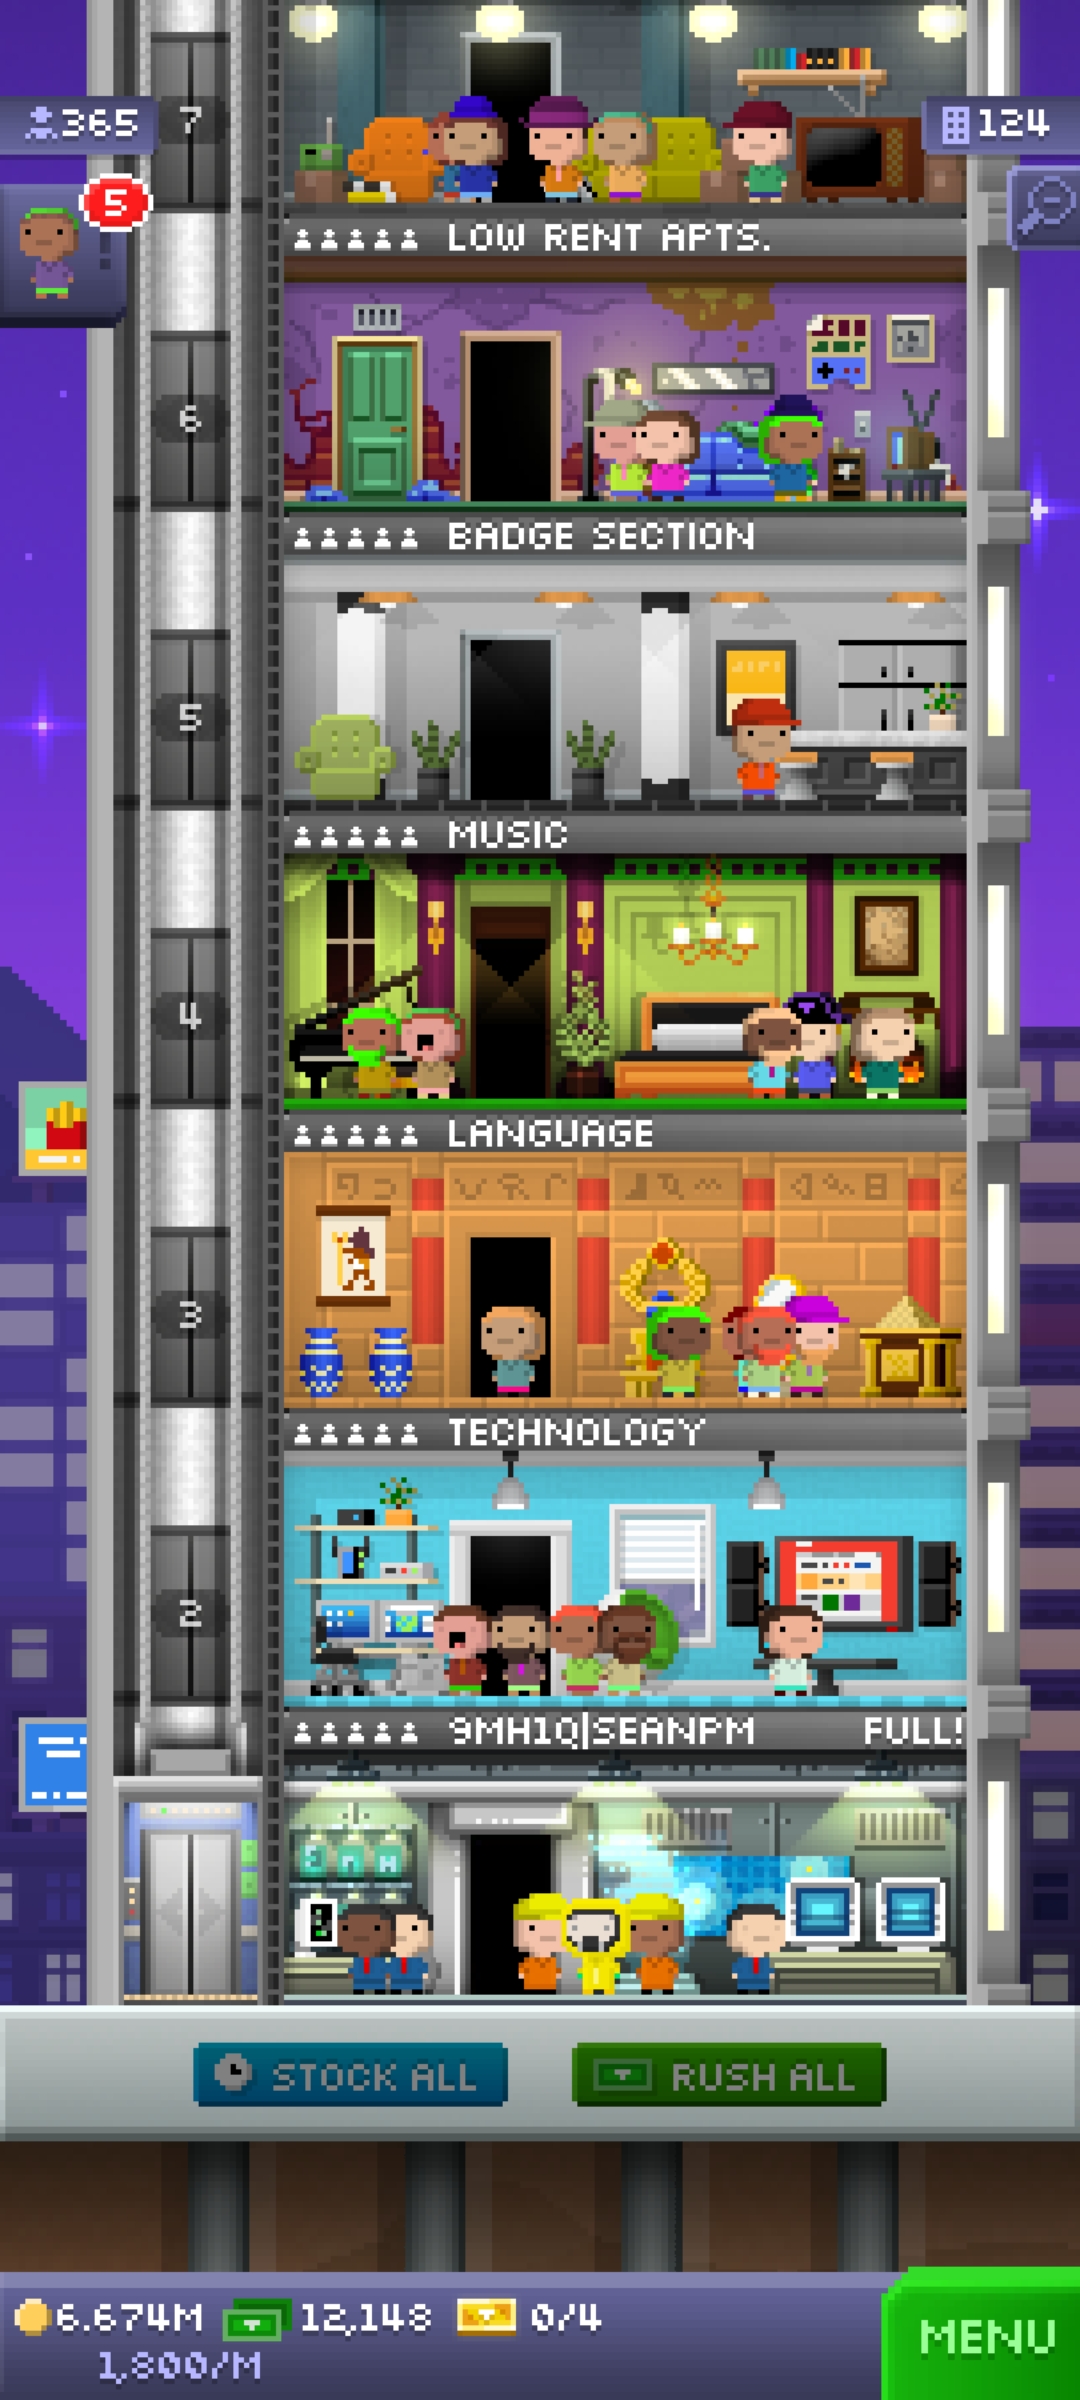 7
365
124
5
LOW RENT APTS.
6
BADGE SECTION
5
MUSIC
4
LANGUAGE
3
TECHNOLOGY
2
9MH1Q|SEANPM FULL!
STOCK ALL
RUSH ALL
6.674M 12,148 0/4
1,800/M
MENU